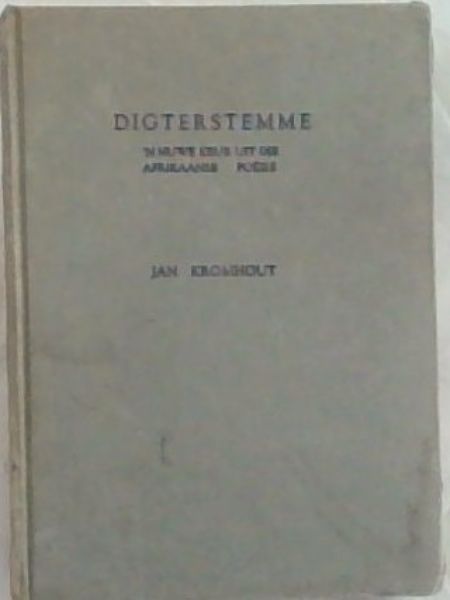 DIGTERSTEMME
'N NUWE KEUS UIT DIE
AFRIKAANSE POËSIE
JAN KROMHOUT